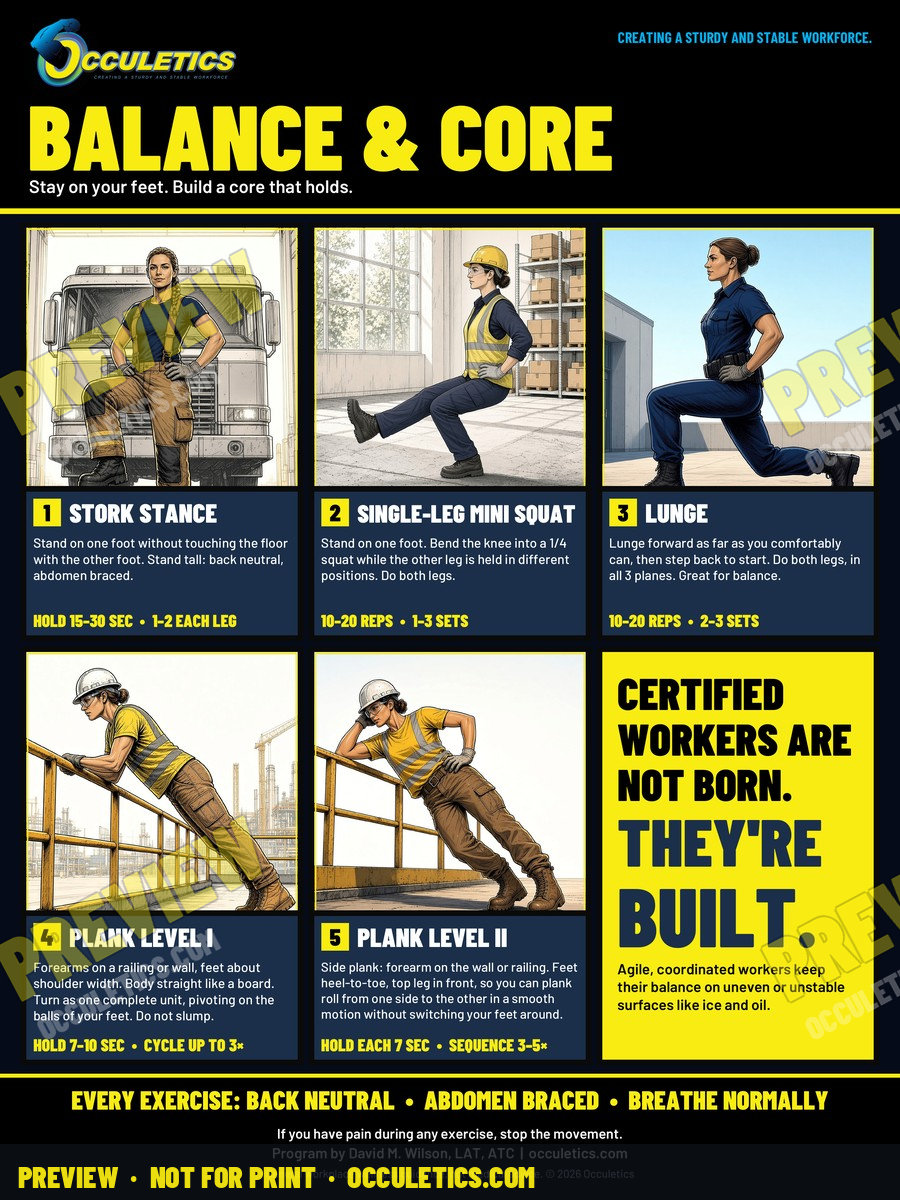 OCCULETICS
CREATING A STURDY AND STABLE WORKFORCE
CREATING A STURDY AND STABLE WORKFORCE.
BALANCE & CORE
Stay on your feet. Build a core that holds.
PREVIEW
OCCULETICS.COM
PREVIEW
OCCULETICS
1 STORK STANCE
Stand on one foot without touching the floor
with the other foot. Stand tall: back neutral,
abdomen braced.
HOLD 15-30 SEC • 1-2 EACH LEG
2 SINGLE-LEG MINI SQUAT
Stand on one foot. Bend the knee into a 1/4
squat while the other leg is held in different
positions. Do both legs.
10-20 REPS • 1-3 SETS
3 LUNGE
Lunge forward as far as you comfortably
can, then step back to start. Do both legs, in
all 3 planes. Great for balance.
10-20 REPS • 2-3 SETS
PREVIEW
OCCULETICS.COM
4 PLANK LEVEL I
Forearms on a railing or wall, feet about
shoulder width. Body straight like a board.
Turn as one complete unit, pivoting on the
balls of your feet. Do not slump.
HOLD 7-10 SEC • CYCLE UP TO 3×
5 PLANK LEVEL II
Side plank: forearm on the wall or railing. Feet
heel-to-toe, top leg in front, so you can plank
roll from one side to the other in a smooth
motion without switching your feet around.
HOLD EACH 7 SEC • SEQUENCE 3-5×
CERTIFIED
WORKERS ARE
NOT BORN.
THEY'RE
BUILT.
Agile, coordinated workers keep
their balance on uneven or unstable
surfaces like ice and oil.
PREVIEW
OCCULETICS
EVERY EXERCISE: BACK NEUTRAL • ABDOMEN BRACED • BREATHE NORMALLY
If you have pain during any exercise, stop the movement.
Program by David M. Wilson, LAT, ATC | occuletics.com
© 2026 Occuletics
PREVIEW · NOT FOR PRINT · OCCULETICS.COM